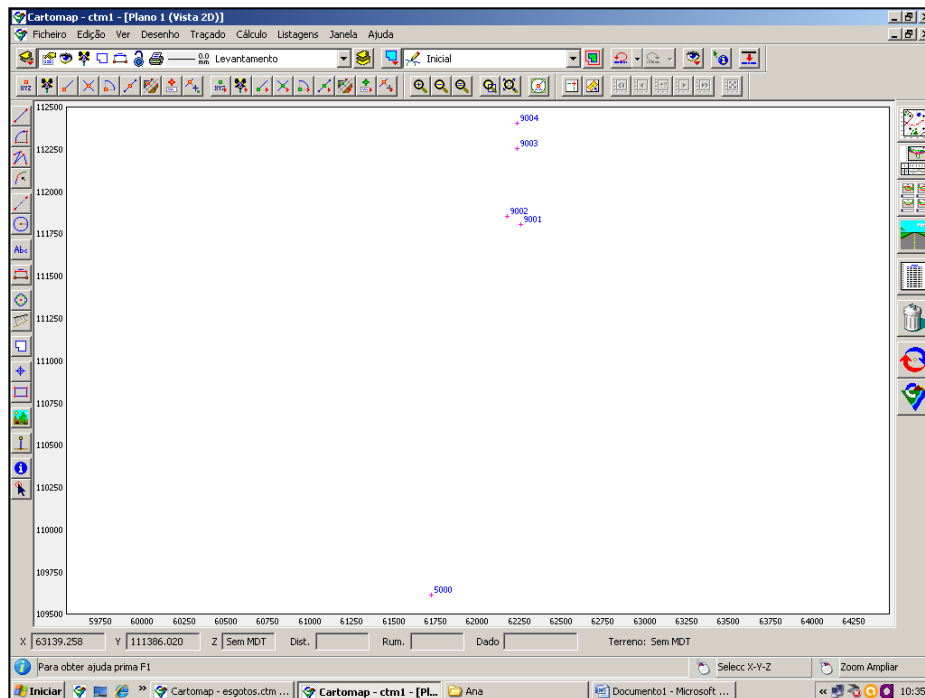 Cartomap - ctm1 - [Plano 1 (Vista 2D)]
Ficheiro Edição Ver Desenho Traçado Cálculo Listagens Janela Ajuda
0.0 mm Levantamento Inicial
XYZ XYZ
112500
9004
112250
9003
112000
9002
9001
111750
Abc
111500
111250
111000
110750
110500
110250
110000
109750
5000
109500
59750 60000 60250 60500 60750 61000 61250 61500 61750 62000 62250 62500 62750 63000 63250 63500 63750 64000 64250
X 63139.258 Y 111386.020 Z Sem MDT Dist. Rum. Dado Terreno: Sem MDT
Para obter ajuda prima F1 Selecc X-Y-Z Zoom Ampliar
Iniciar » Cartomap - esgotos.ctm ... Cartomap - ctm1 - [Pl... Ana Documento1 - Microsoft ... « 10:35